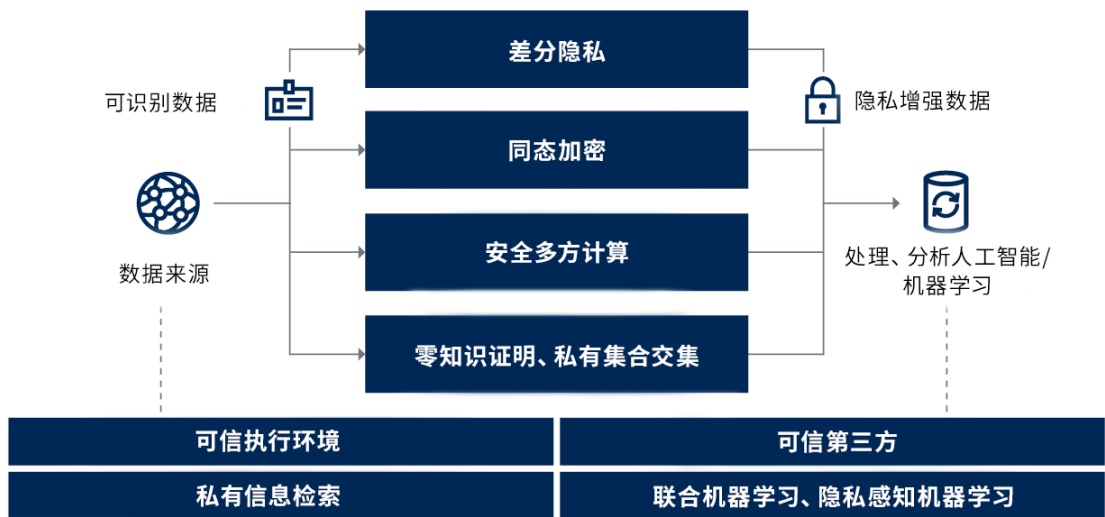 差分隐私
可识别数据
隐私增强数据
同态加密
安全多方计算
数据来源
处理、分析人工智能/
机器学习
零知识证明、私有集合交集
可信执行环境
可信第三方
私有信息检索
联合机器学习、隐私感知机器学习